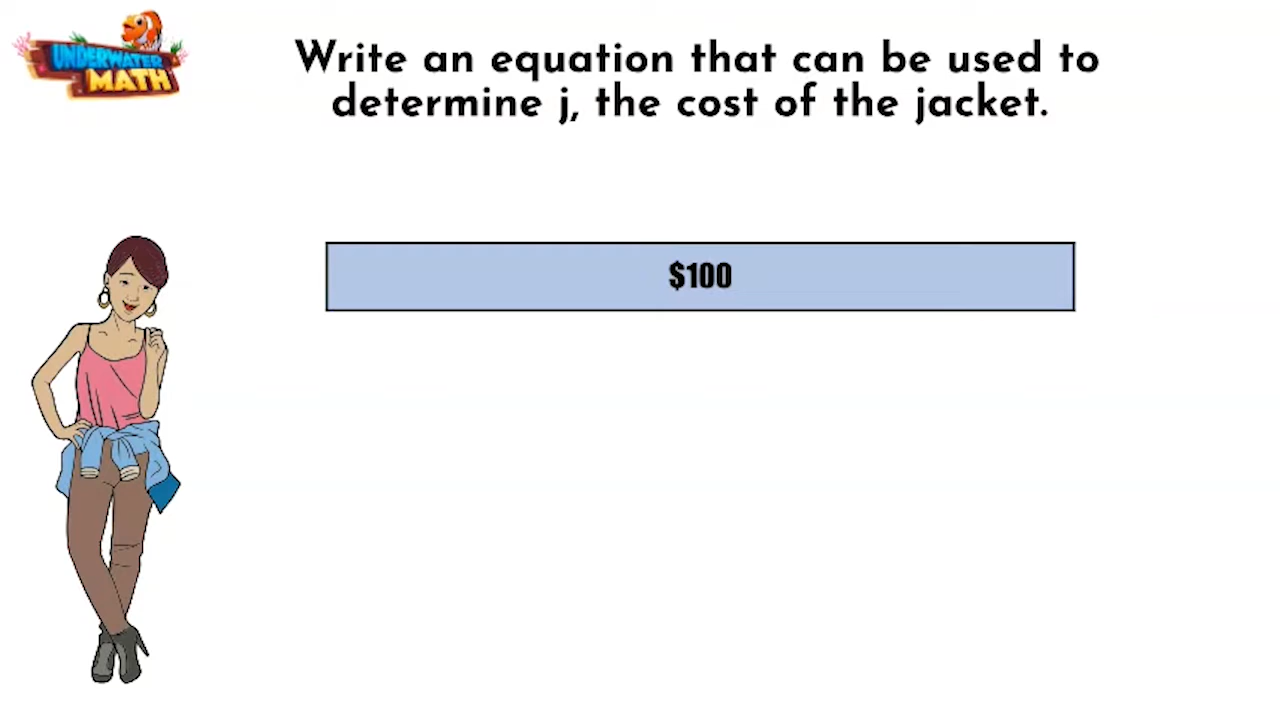 UNDERWATER
MATH
Write an equation that can be used to
determine j, the cost of the jacket.
$100